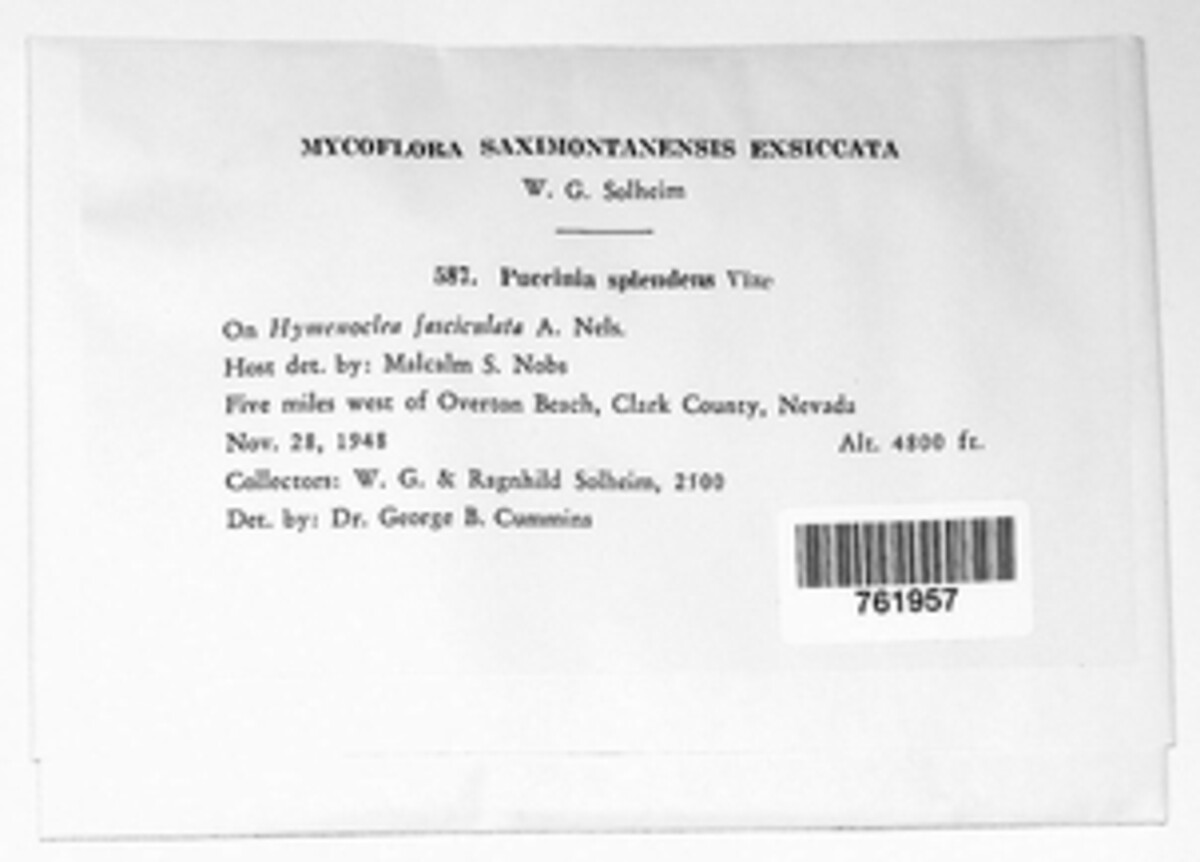 MYCOFLORA SAXIMONTANENSIS EXSICCATA
W. G. Solheim
587. Puccinia splendens Vize
On Hymenoclea fasciculata A. Nels.
Host det. by: Malcalm S. Nobs
Five miles west of Overton Beach, Clark County, Nevada
Nov. 28, 1948 Alt. 4800 ft.
Collectors: W. G. & Ragnhild Solheim, 2500
Det. by: Dr. George B. Cummins
761957